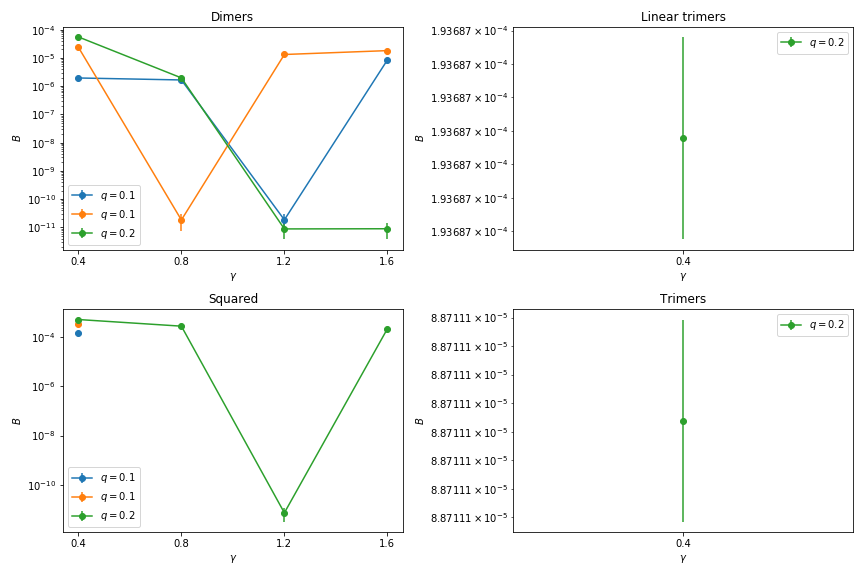 Dimers
10⁻⁴
10⁻⁵
10⁻⁶
10⁻⁷
10⁻⁸
10⁻⁹
10⁻¹⁰
10⁻¹¹
B
q = 0.1
q = 0.1
q = 0.2
0.4 0.8 1.2 1.6
γ
Linear trimers
1.93687 × 10⁻⁴
1.93687 × 10⁻⁴
1.93687 × 10⁻⁴
1.93687 × 10⁻⁴
1.93687 × 10⁻⁴
1.93687 × 10⁻⁴
1.93687 × 10⁻⁴
B
q = 0.2
0.4
γ
Squared
10⁻⁴
10⁻⁶
10⁻⁸
10⁻¹⁰
B
q = 0.1
q = 0.1
q = 0.2
0.4 0.8 1.2 1.6
γ
Trimers
8.87111 × 10⁻⁵
8.87111 × 10⁻⁵
8.87111 × 10⁻⁵
8.87111 × 10⁻⁵
8.87111 × 10⁻⁵
8.87111 × 10⁻⁵
8.87111 × 10⁻⁵
8.87111 × 10⁻⁵
B
q = 0.2
0.4
γ